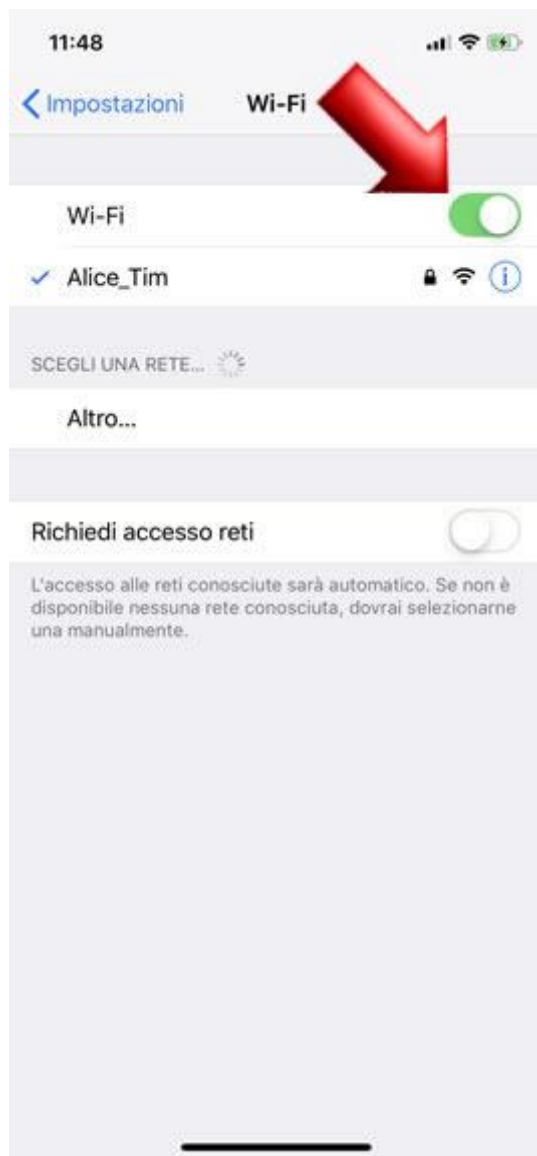 11:48
Impostazioni Wi-Fi
Wi-Fi
Alice_Tim
SCEGLI UNA RETE...
Altro...
Richiedi accesso reti
L'accesso alle reti conosciute sarà automatico. Se non è
disponibile nessuna rete conosciuta, dovrai selezionarne
una manualmente.